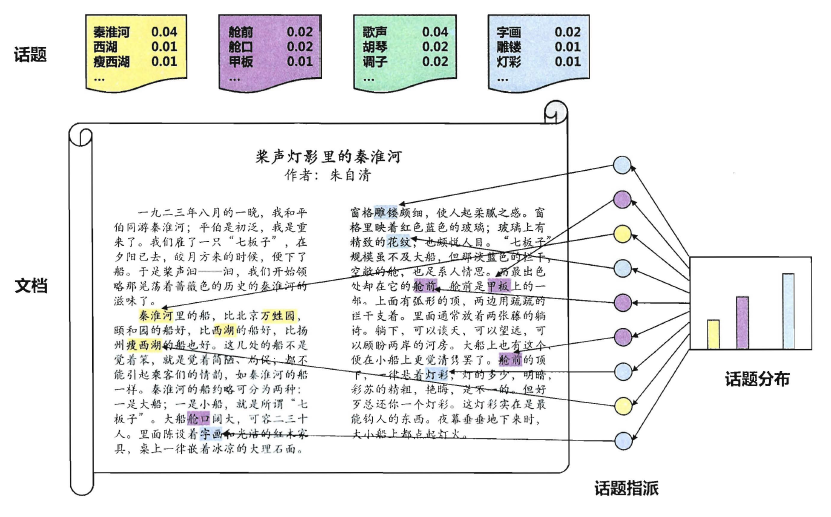 话题
秦淮河 0.04
西湖 0.01
瘦西湖 0.01
...
舱前 0.02
舱口 0.02
甲板 0.01
...
歌声 0.04
胡琴 0.02
调子 0.02
...
字画 0.02
雕镂 0.01
灯彩 0.01
...
文档
桨声灯影里的秦淮河
作者：朱自清
一九二三年八月的一晚，我和平
伯同游秦淮河；平伯是初泛，我是重
来了。我们雇了一只“七板子”，在
夕阳已去，皎月方来的时候，便下了
船。于是桨声汩——汩，我们开始领
略那晃荡着蔷薇色的历史的秦淮河的
滋味了。
秦淮河里的船，比北京万甡园，
颐和园的船好，比西湖的船好，比扬
州瘦西湖的船也好。这几处的船不是
觉着笨，就是觉着简陋、局促；都不
能引起乘客们的情韵，如秦淮河的船
一样。秦淮河的船约略可分为两种：
一是大船；一是小船，就是所谓“七
板子”。大船舱口阔大，可容二三十
人。里面陈设着字画和光洁的红木家
具，桌上一律嵌着冰凉的大理石面。
窗格雕镂颇细，使人起柔腻之感。窗
格里映着红色蓝色的玻璃；玻璃上有
精致的花纹，也颇悦人目。“七板子”
规模虽不及大船，但那淡蓝色的栏干，
空敞的舱，也足系人情思。而最出色
处却在它的舱前。舱前是甲板上的一
部。上面有弧形的顶，两边用疏疏的
栏干支着。里面通常放着两张藤的躺
椅。躺下，可以谈天，可以望远，可
以顾盼两岸的河房。大船上也有这个，
便在小船上更觉清隽罢了。舱前的顶
下，一律悬着灯彩；灯的多少，明暗，
彩苏的精粗，艳晦，是不一的。但好
歹总还你一个灯彩。这灯彩实在是最
能钩人的东西。夜幕垂垂地下来时，
大小船上都点起灯火。
话题分布
话题指派